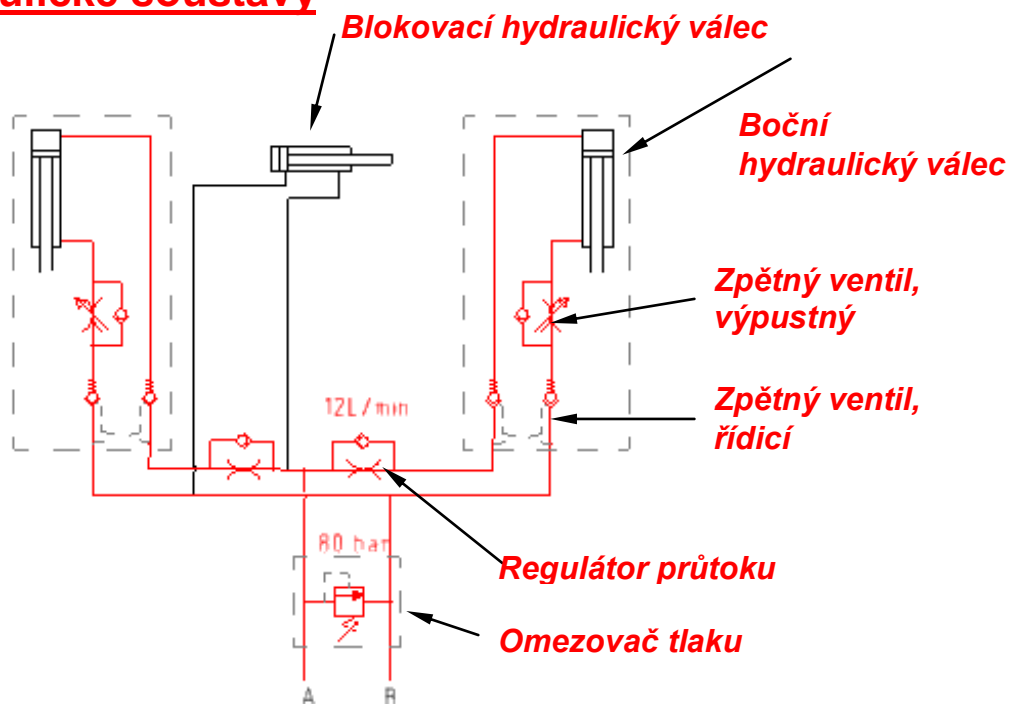 soustavy
Blokovací hydraulický válec
Boční
hydraulický válec
Zpětný ventil,
výpustný
Zpětný ventil,
řídicí
12L/min
80 bar
Regulátor průtoku
Omezovač tlaku
A B